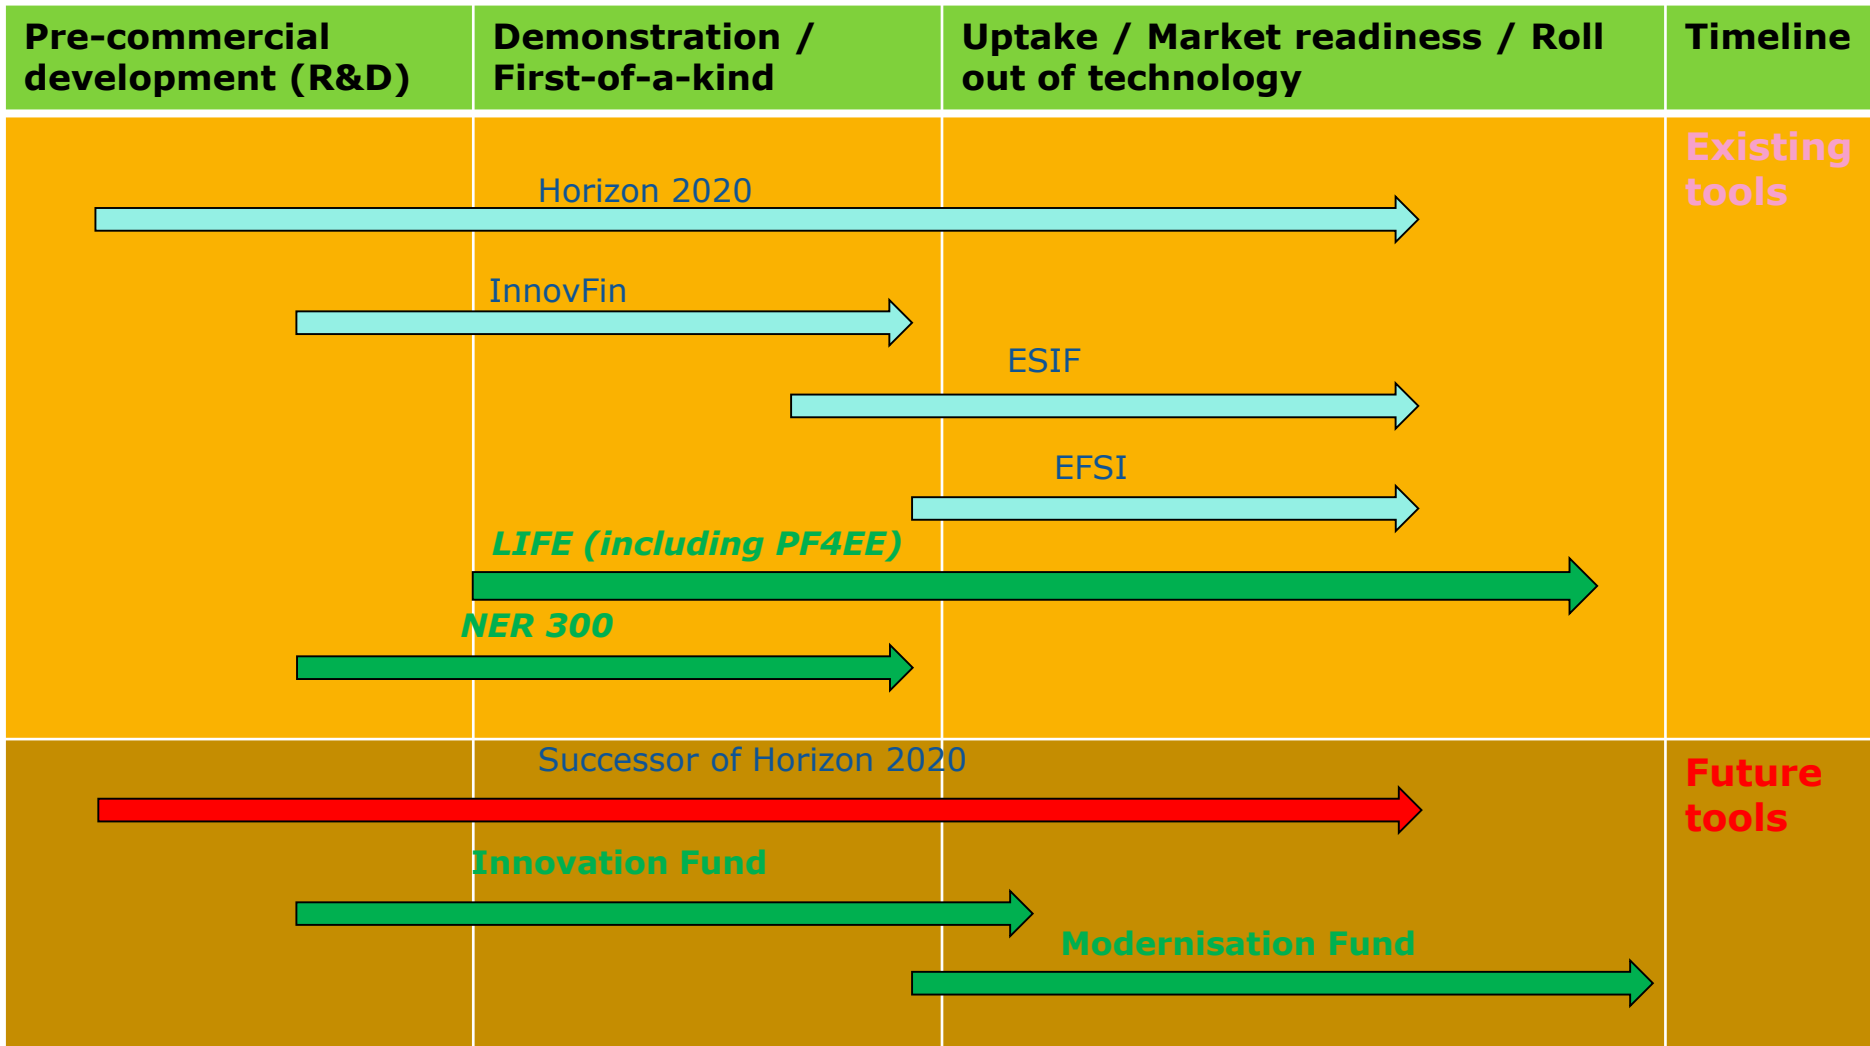 Pre-commercial
development (R&D)
Demonstration /
First-of-a-kind
Uptake / Market readiness / Roll
out of technology
Timeline
Existing
tools
Horizon 2020
InnovFin
ESIF
EFSI
LIFE (including PF4EE)
NER 300
Successor of Horizon 2020
Future
tools
Innovation Fund
Modernisation Fund